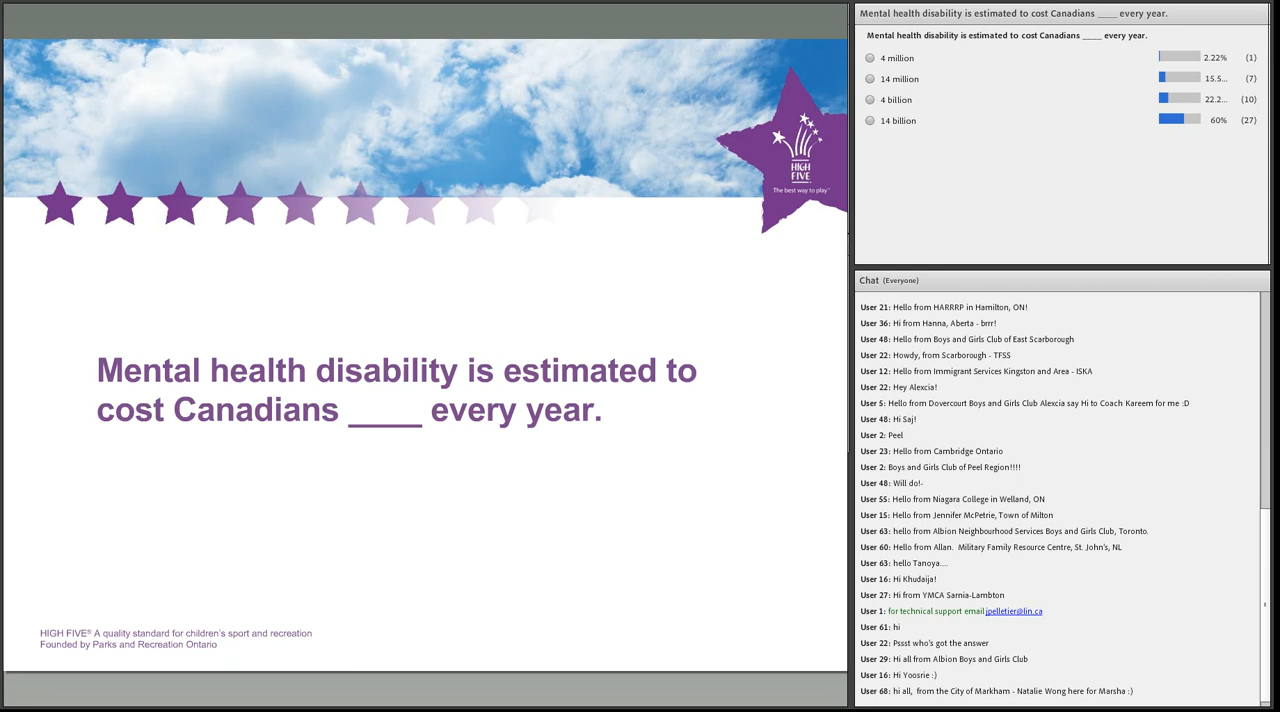 HIGH
FIVE
The best way to play™
Mental health disability is estimated to
cost Canadians ____ every year.
HIGH FIVE® A quality standard for children's sport and recreation
Founded by Parks and Recreation Ontario
Mental health disability is estimated to cost Canadians ____ every year.
Mental health disability is estimated to cost Canadians ____ every year.
4 million 2.22% (1)
14 million 15.5... (7)
4 billion 22.2... (10)
14 billion 60% (27)
Chat (Everyone)
User 21: Hello from HARRRP in Hamilton, ON!
User 36: Hi from Hanna, Aberta - brrr!
User 48: Hello from Boys and Girls Club of East Scarborough
User 22: Howdy, from Scarborough - TFSS
User 12: Hello from Immigrant Services Kingston and Area - ISKA
User 22: Hey Alexcia!
User 5: Hello from Dovercourt Boys and Girls Club Alexcia say Hi to Coach Kareem for me :D
User 48: Hi Saj!
User 2: Peel
User 23: Hello from Cambridge Ontario
User 2: Boys and Girls Club of Peel Region!!!!
User 48: Will do!-
User 55: Hello from Niagara College in Welland, ON
User 15: Hello from Jennifer McPetrie, Town of Milton
User 63: hello from Albion Neighbourhood Services Boys and Girls Club, Toronto.
User 60: Hello from Allan. Military Family Resource Centre, St. John's, NL
User 63: hello Tanoya....
User 16: Hi Khudaija!
User 27: Hi from YMCA Sarnia-Lambton
User 1: for technical support email jpelletier@lin.ca
User 61: hi
User 22: Pssst who's got the answer
User 29: Hi all from Albion Boys and Girls Club
User 16: Hi Yoosrie :)
User 68: hi all, from the City of Markham - Natalie Wong here for Marsha :)